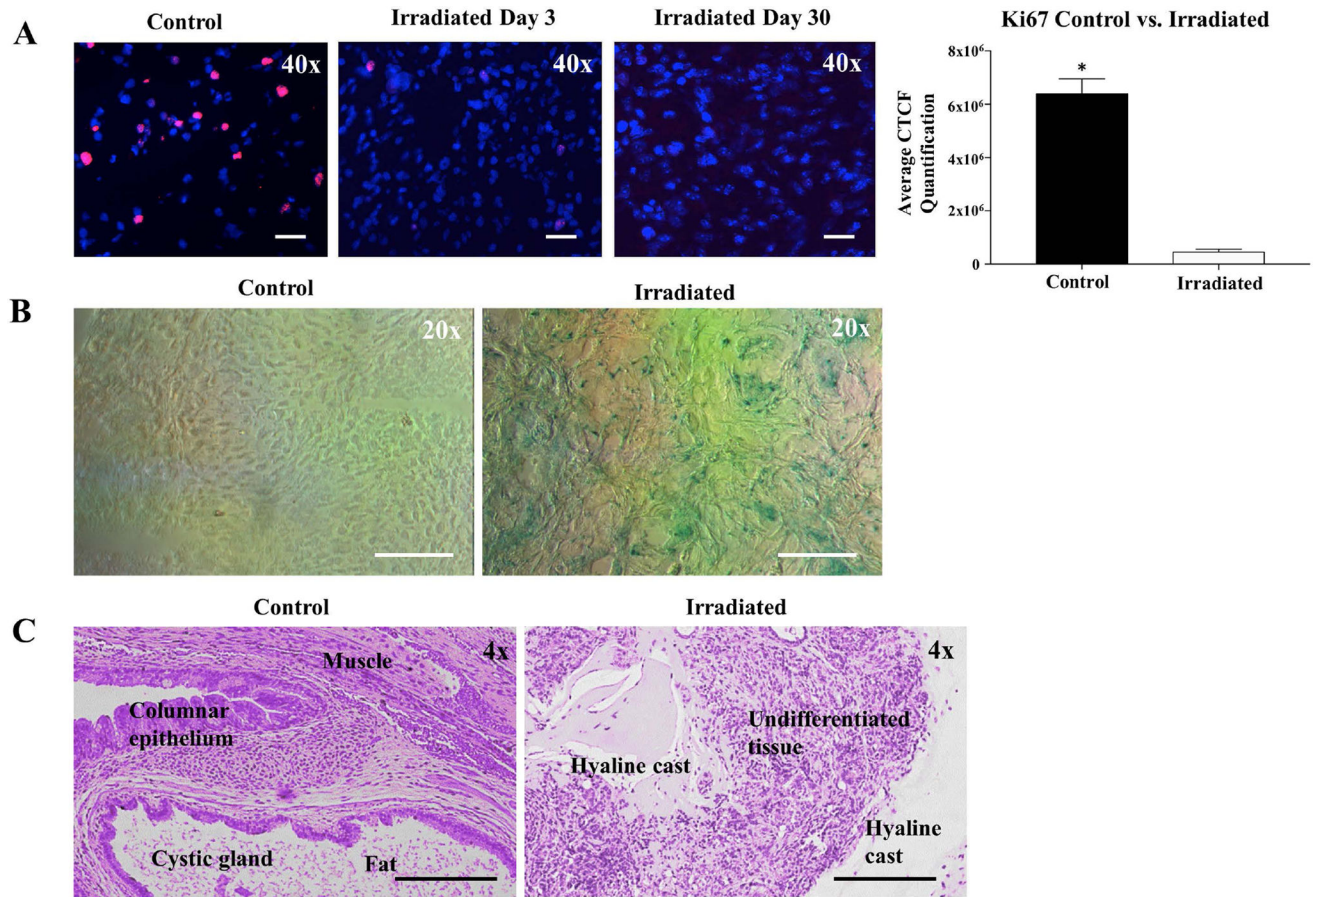 A
Control
Irradiated Day 3
Irradiated Day 30
40x
40x
40x
Ki67 Control vs. Irradiated
Average CTCF
Quantification
8x10⁶
6x10⁶
4x10⁶
2x10⁶
0
*
Control
Irradiated
B
Control
Irradiated
20x
20x
C
Control
Irradiated
4x
Muscle
Columnar
epithelium
Cystic gland
Fat
4x
Undifferentiated
tissue
Hyaline cast
Hyaline
cast